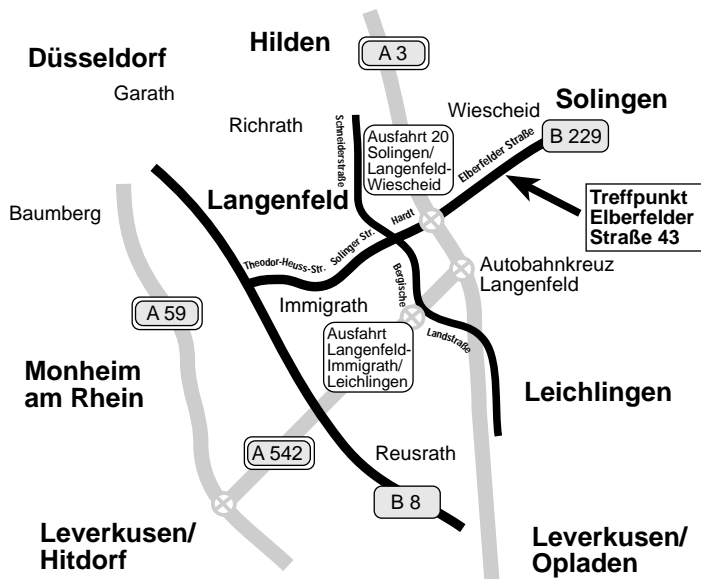 Hilden
A 3
Düsseldorf
Garath
Wiescheid
Solingen
Richrath
Schneiderstraße
Ausfahrt 20
Solingen/
Langenfeld-
Wiescheid
Elberfelder Straße
B 229
Baumberg
Langenfeld
Hardt
Treffpunkt
Elberfelder
Straße 43
Theodor-Heuss-Str.
Solinger Str.
Bergische
Landstraße
Autobahnkreuz
Langenfeld
Immigrath
A 59
Ausfahrt
Langenfeld-
Immigrath/
Leichlingen
Monheim
am Rhein
Leichlingen
A 542
Reusrath
B 8
Leverkusen/
Hitdorf
Leverkusen/
Opladen